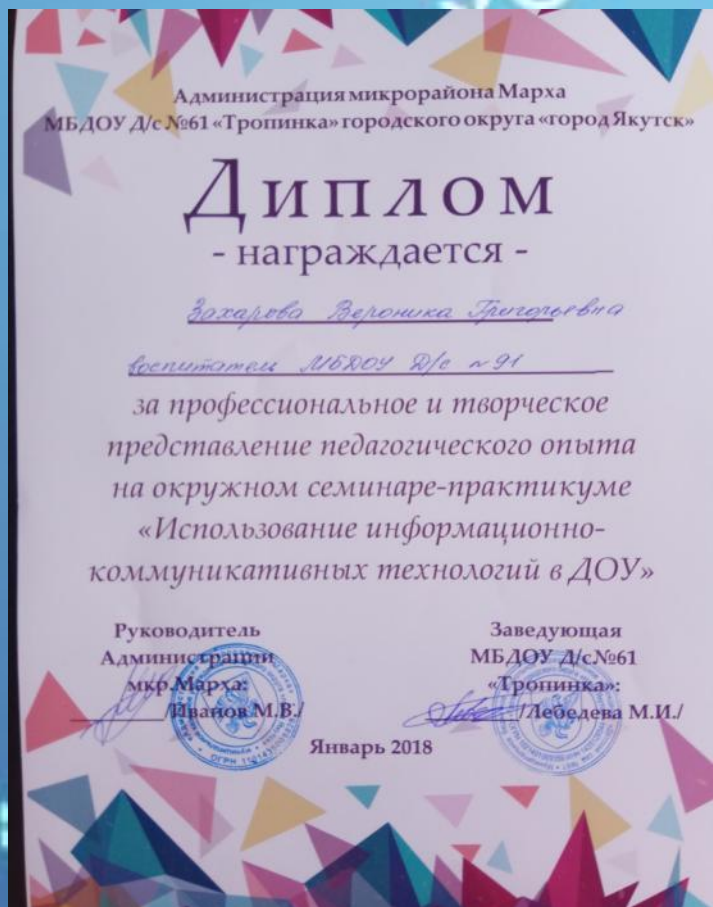 Администрация микрорайона Марха
МБДОУ Д/с №61 «Тропинка» городского округа «город Якутск»
Диплом
- награждается -
Захарова Вероника Григорьевна
воспитатель МБДОУ Д/с №91
за профессиональное и творческое
представление педагогического опыта
на окружном семинаре-практикуме
«Использование информационно-
коммуникативных технологий в ДОУ»
Руководитель
Администрации
мкр.Марха:
/Иванов М.В./
Заведующая
МБДОУ Д/с№61
«Тропинка»:
/Лебедева М.И./
Январь 2018